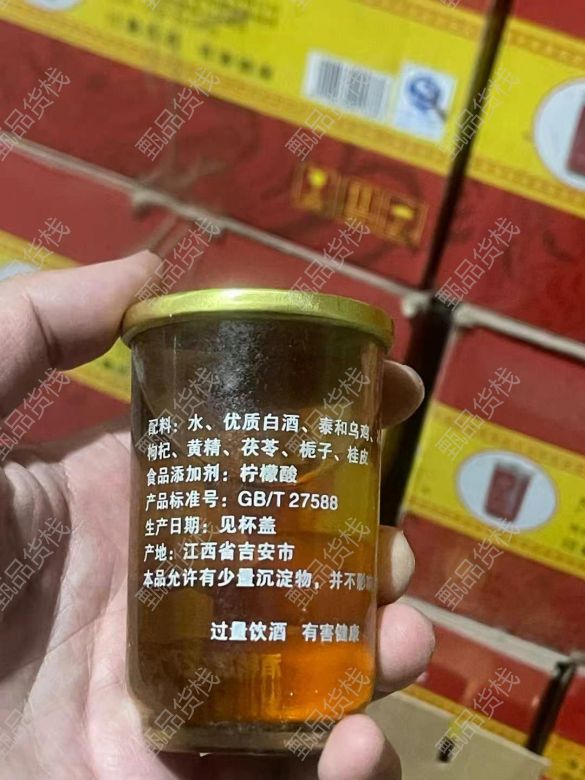 配料：水、优质白酒、泰和乌鸡、
枸杞、黄精、茯苓、栀子、桂皮
食品添加剂：柠檬酸
产品标准号：GB/T 27588
生产日期：见杯盖
产地：江西省吉安市
本品允许有少量沉淀物，并不影
过量饮酒 有害健康
甄品货栈